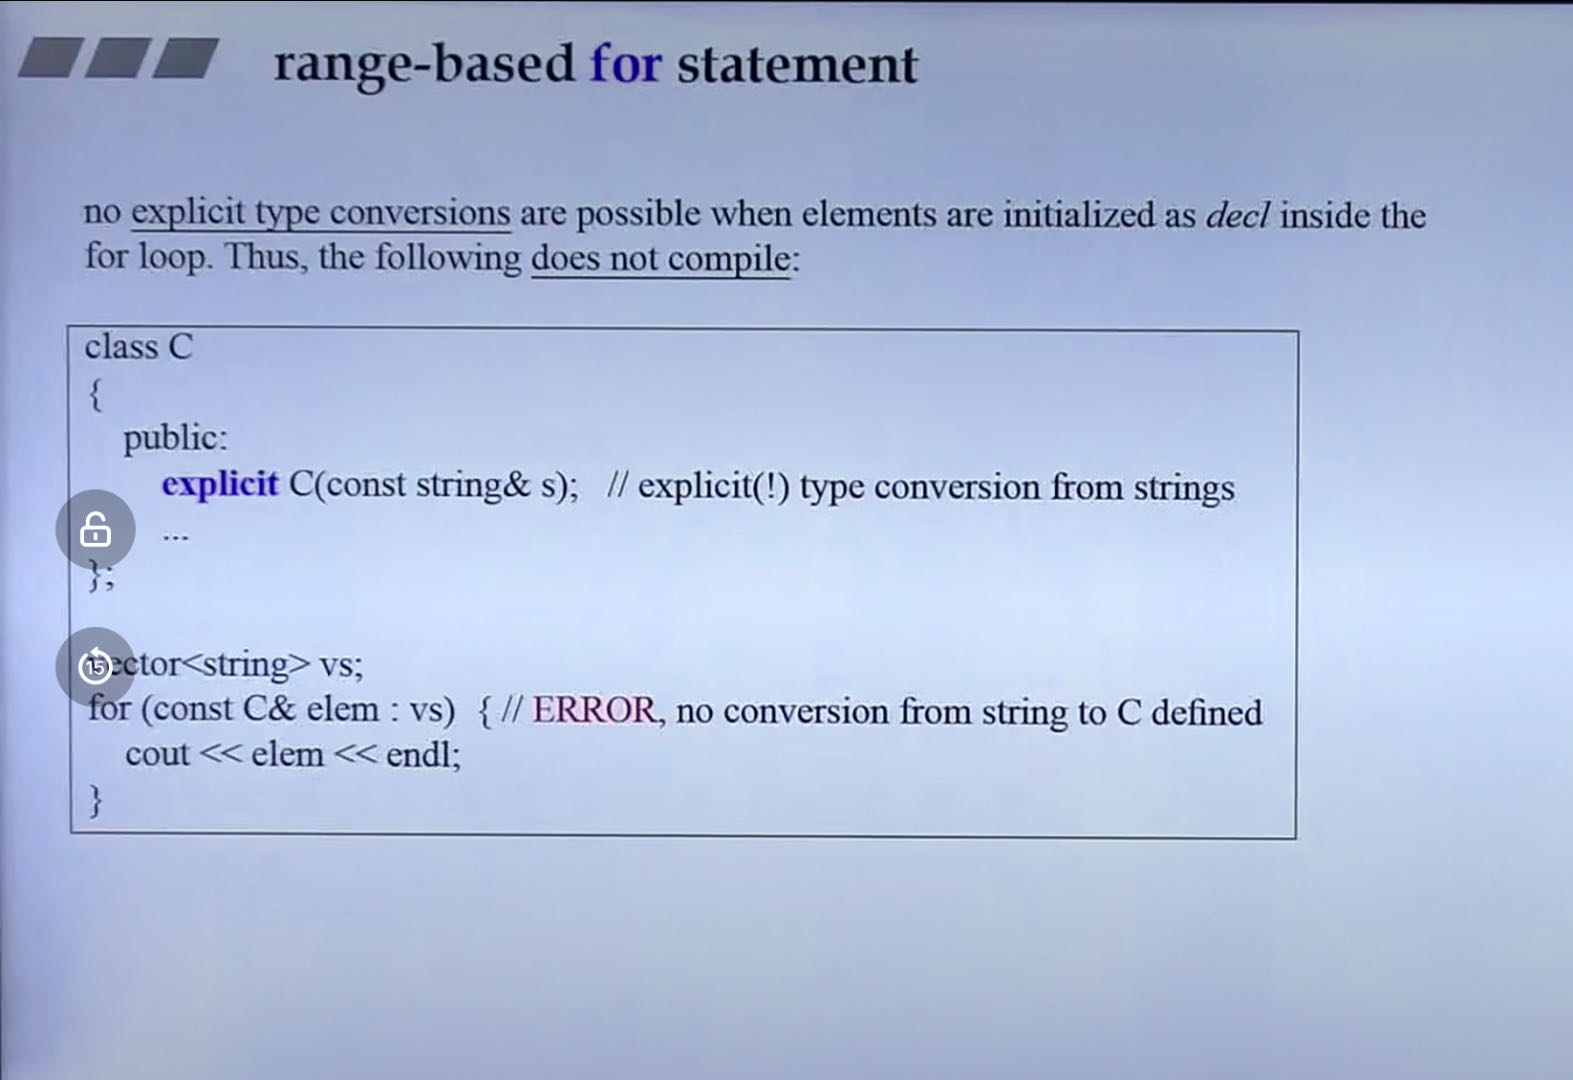 range-based for statement
no explicit type conversions are possible when elements are initialized as decl inside the
for loop. Thus, the following does not compile:
class C
{
public:
explicit C(const string& s); // explicit(!) type conversion from strings
...
};
15
vector<string> vs;
for (const C& elem : vs) { // ERROR, no conversion from string to C defined
cout << elem << endl;
}